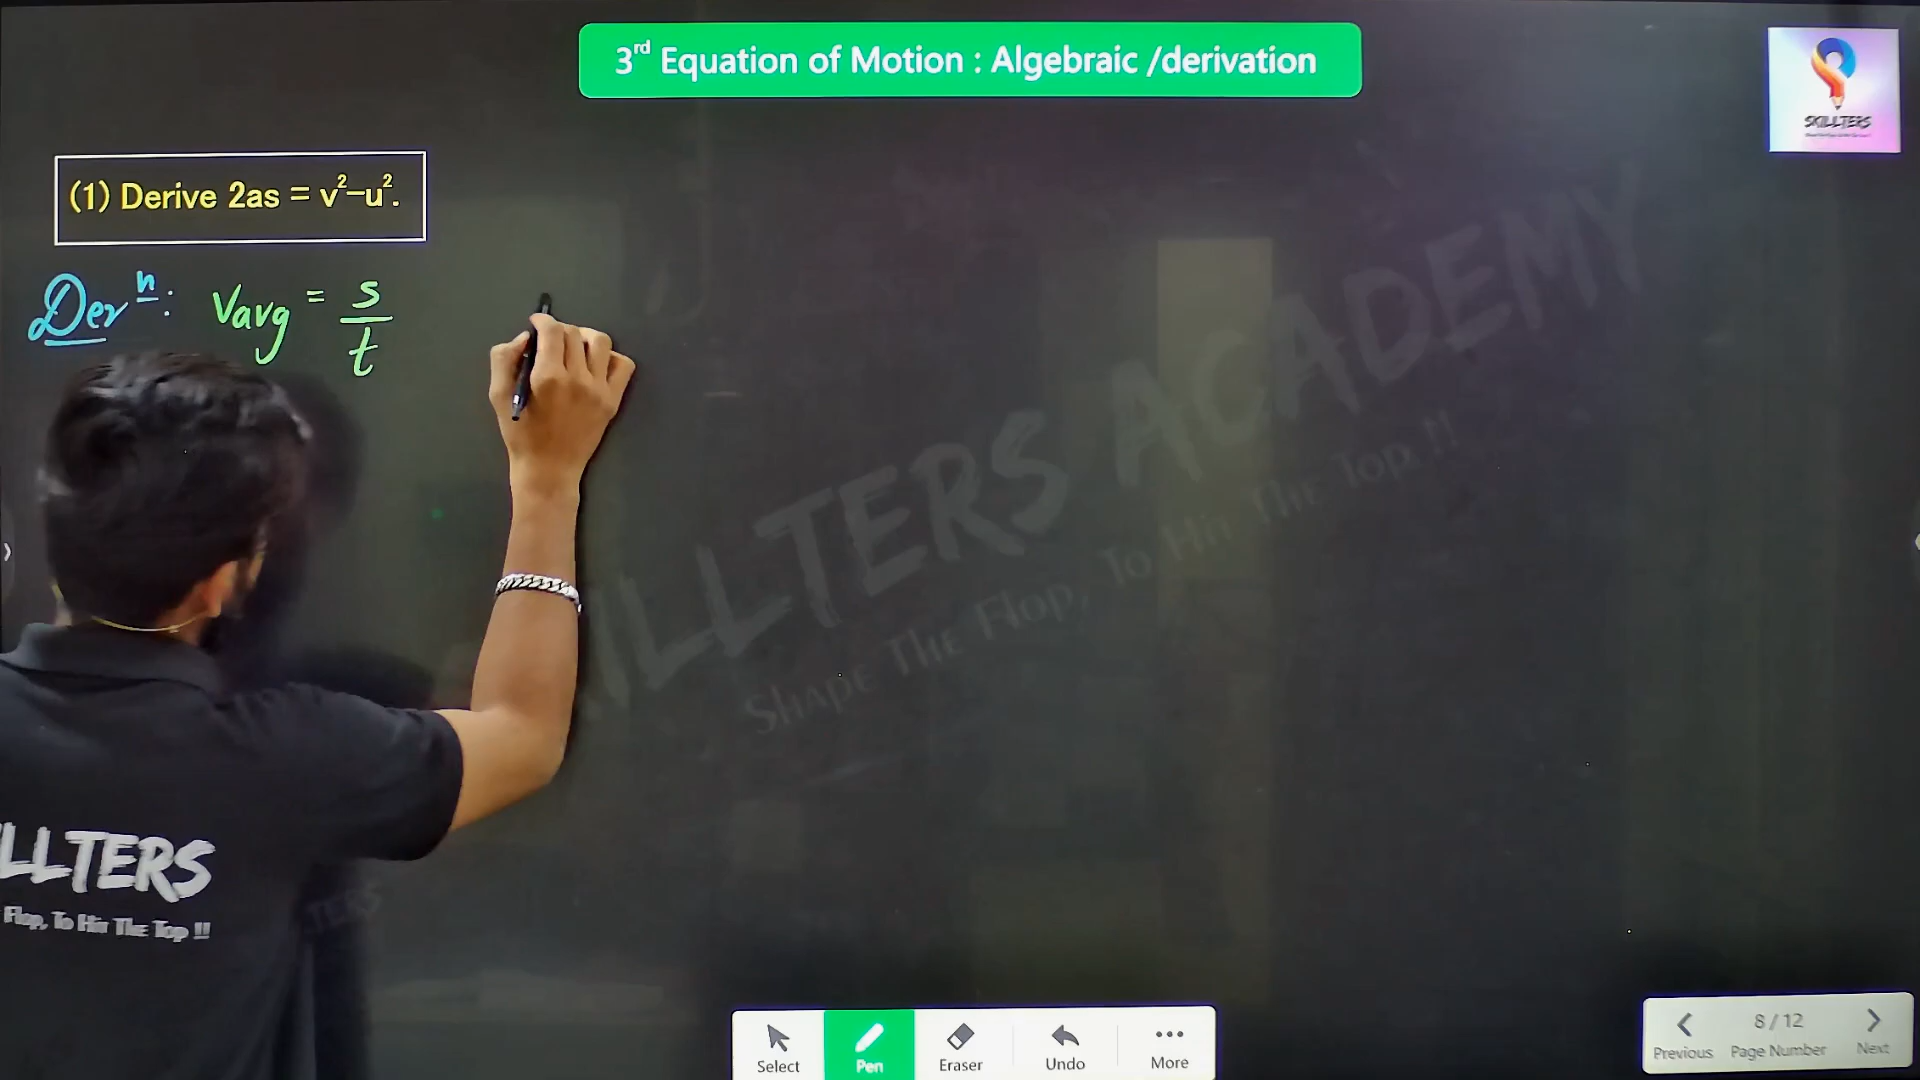 3rd Equation of Motion : Algebraic /derivation
SKILLTERS
(1) Derive 2as = v²–u².
Derⁿ: Vavg = s/t
SKILLTERS ACADEMY
Shape The Flop, To Hit The Top !!
LLTERS
Flop, To Hit The Top !!
Select
Pen
Eraser
Undo
More
8 / 12
Previous
Page Number
Next